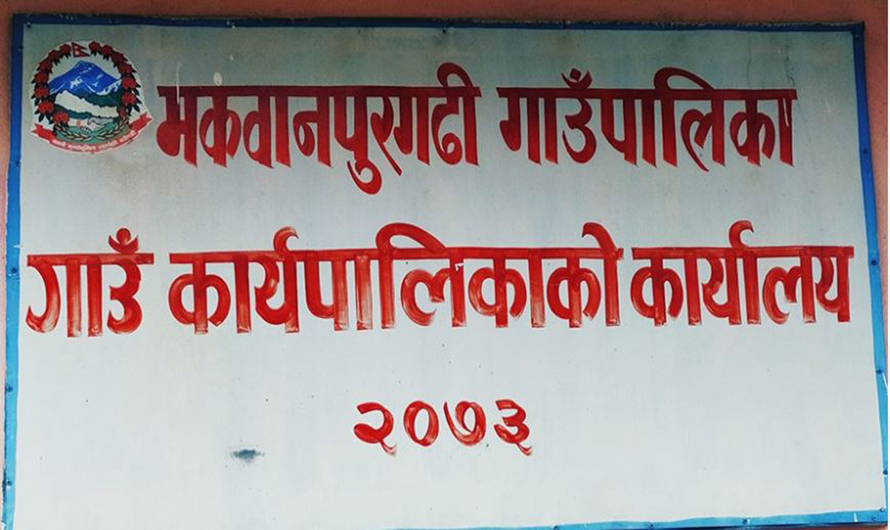 मकवानपुरगढी गाउँपालिका
गाउँ कार्यपालिकाको कार्यालय
२०७३